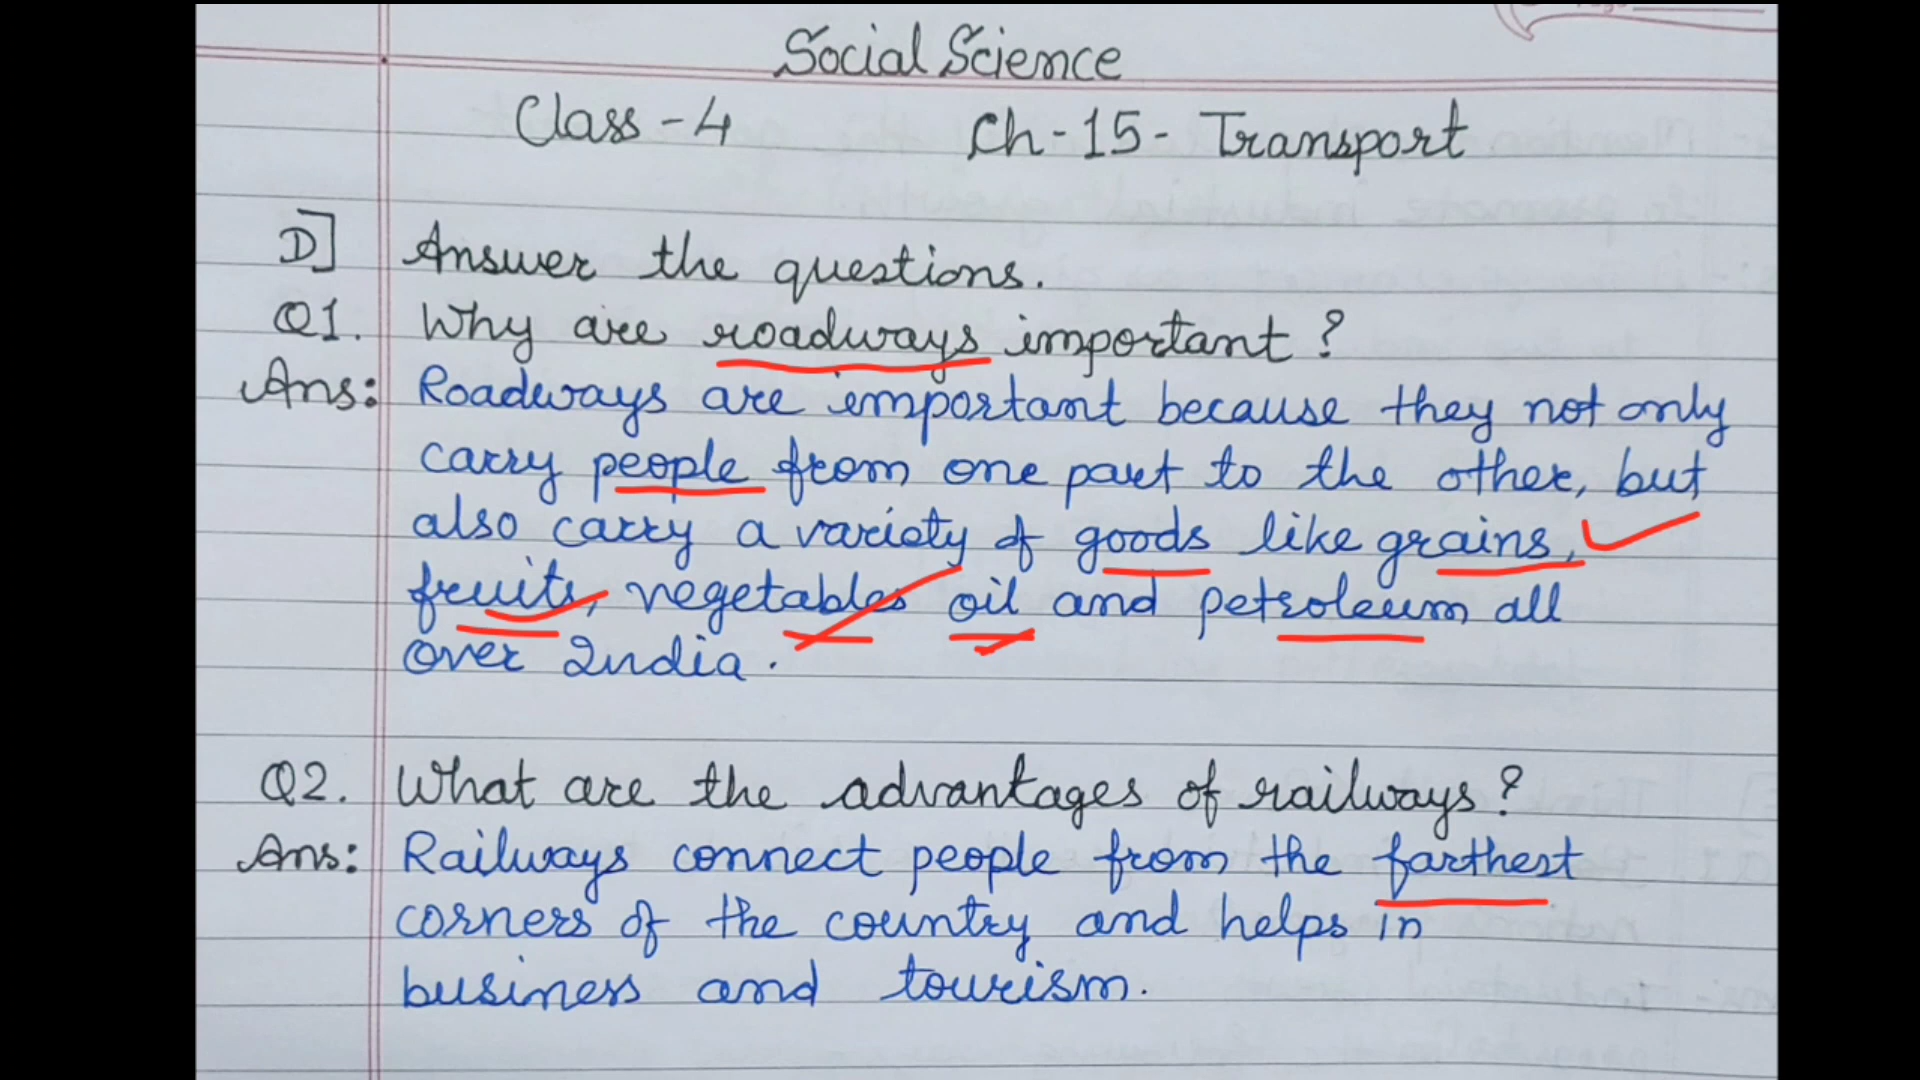 Social Science
Class - 4 Ch - 15 - Transport
D] Answer the questions.
Q1. Why are roadways important ?
Ans: Roadways are important because they not only
carry people from one part to the other, but
also carry a variety of goods like grains,
fruits, vegetables oil and petroleum all
over India.
Q2. What are the advantages of railways ?
Ans: Railways connect people from the farthest
corners of the country and helps in
business and tourism.